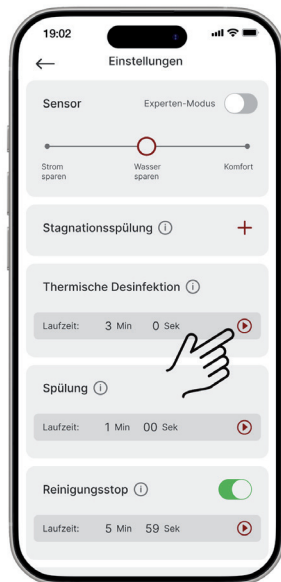 19:02
Einstellungen
Sensor Experten-Modus
Strom sparen Wasser sparen Komfort
Stagnationsspülung
Thermische Desinfektion
Laufzeit: 3 Min 0 Sek
Spülung
Laufzeit: 1 Min 00 Sek
Reinigungsstop
Laufzeit: 5 Min 59 Sek